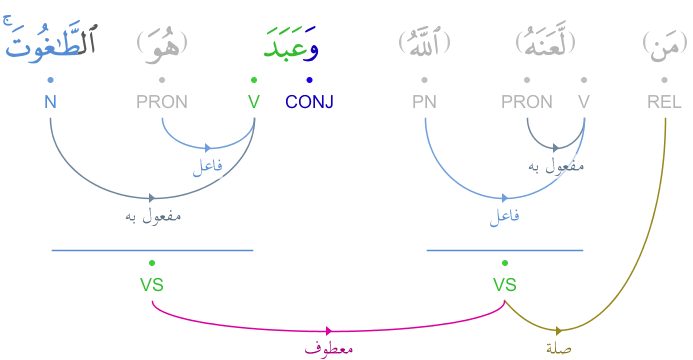 (مَن) (لَّعَنَهُ) (ٱللَّهُ) وَعَبَدَ (هُوَ) ٱلطَّٰغُوتَ ۚ
REL V PRON PN CONJ V PRON N
مفعول به فاعل
فاعل مفعول به
VS VS
صلة معطوف